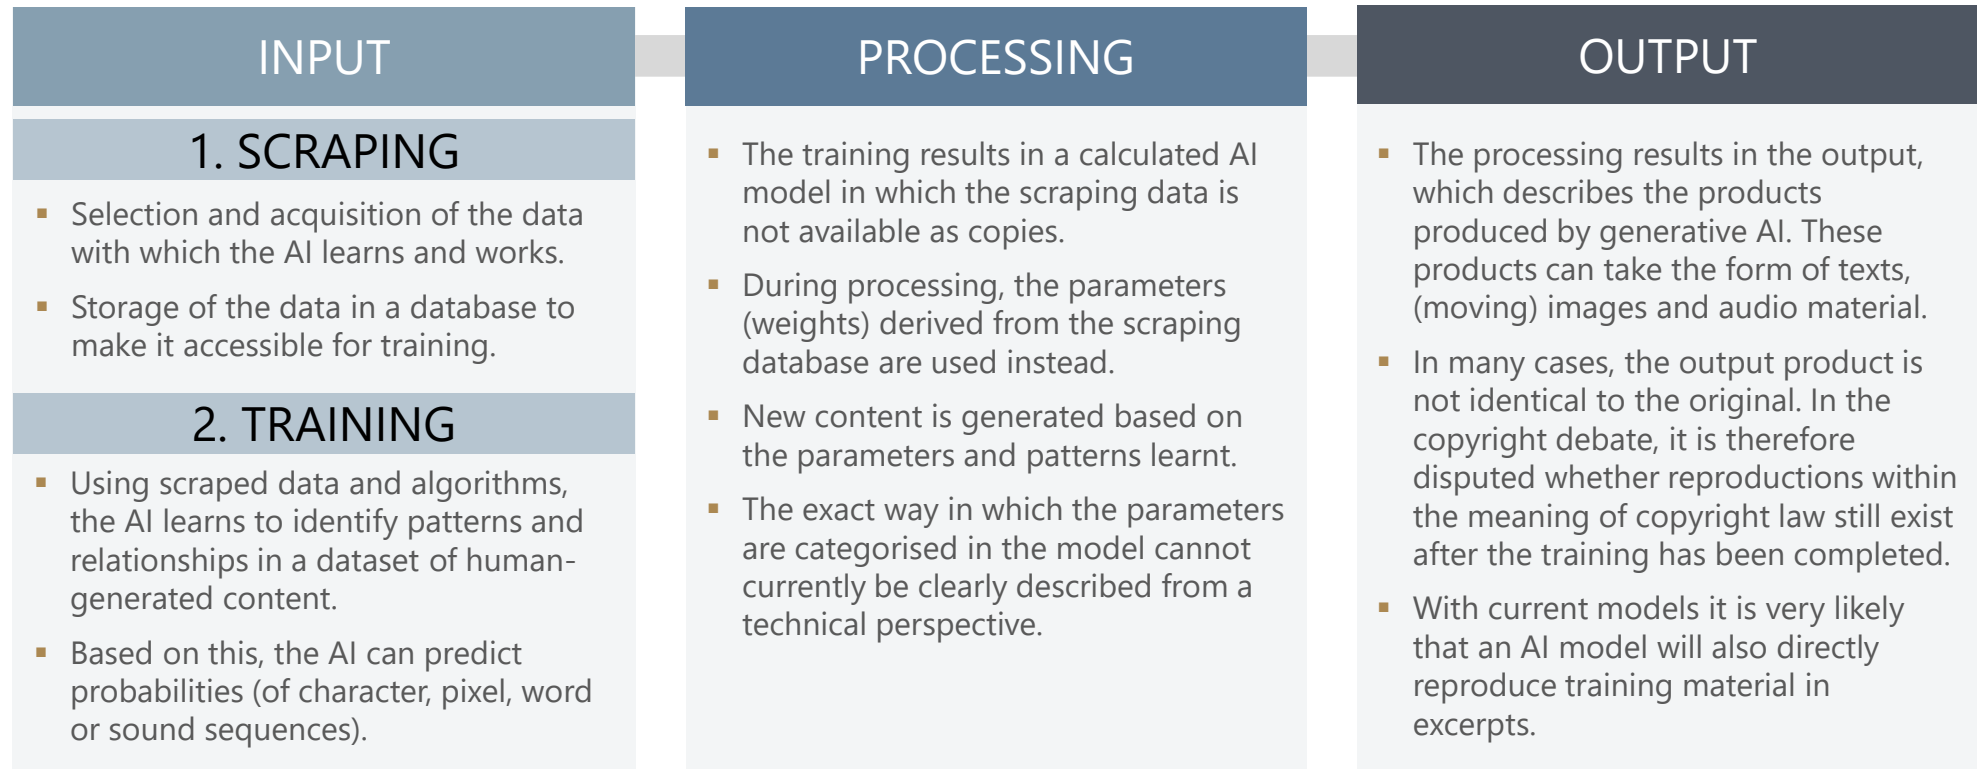 INPUT
1. SCRAPING
▪ Selection and acquisition of the data
with which the AI learns and works.
▪ Storage of the data in a database to
make it accessible for training.
2. TRAINING
▪ Using scraped data and algorithms,
the AI learns to identify patterns and
relationships in a dataset of human-
generated content.
▪ Based on this, the AI can predict
probabilities (of character, pixel, word
or sound sequences).
PROCESSING
▪ The training results in a calculated AI
model in which the scraping data is
not available as copies.
▪ During processing, the parameters
(weights) derived from the scraping
database are used instead.
▪ New content is generated based on
the parameters and patterns learnt.
▪ The exact way in which the parameters
are categorised in the model cannot
currently be clearly described from a
technical perspective.
OUTPUT
▪ The processing results in the output,
which describes the products
produced by generative AI. These
products can take the form of texts,
(moving) images and audio material.
▪ In many cases, the output product is
not identical to the original. In the
copyright debate, it is therefore
disputed whether reproductions within
the meaning of copyright law still exist
after the training has been completed.
▪ With current models it is very likely
that an AI model will also directly
reproduce training material in
excerpts.